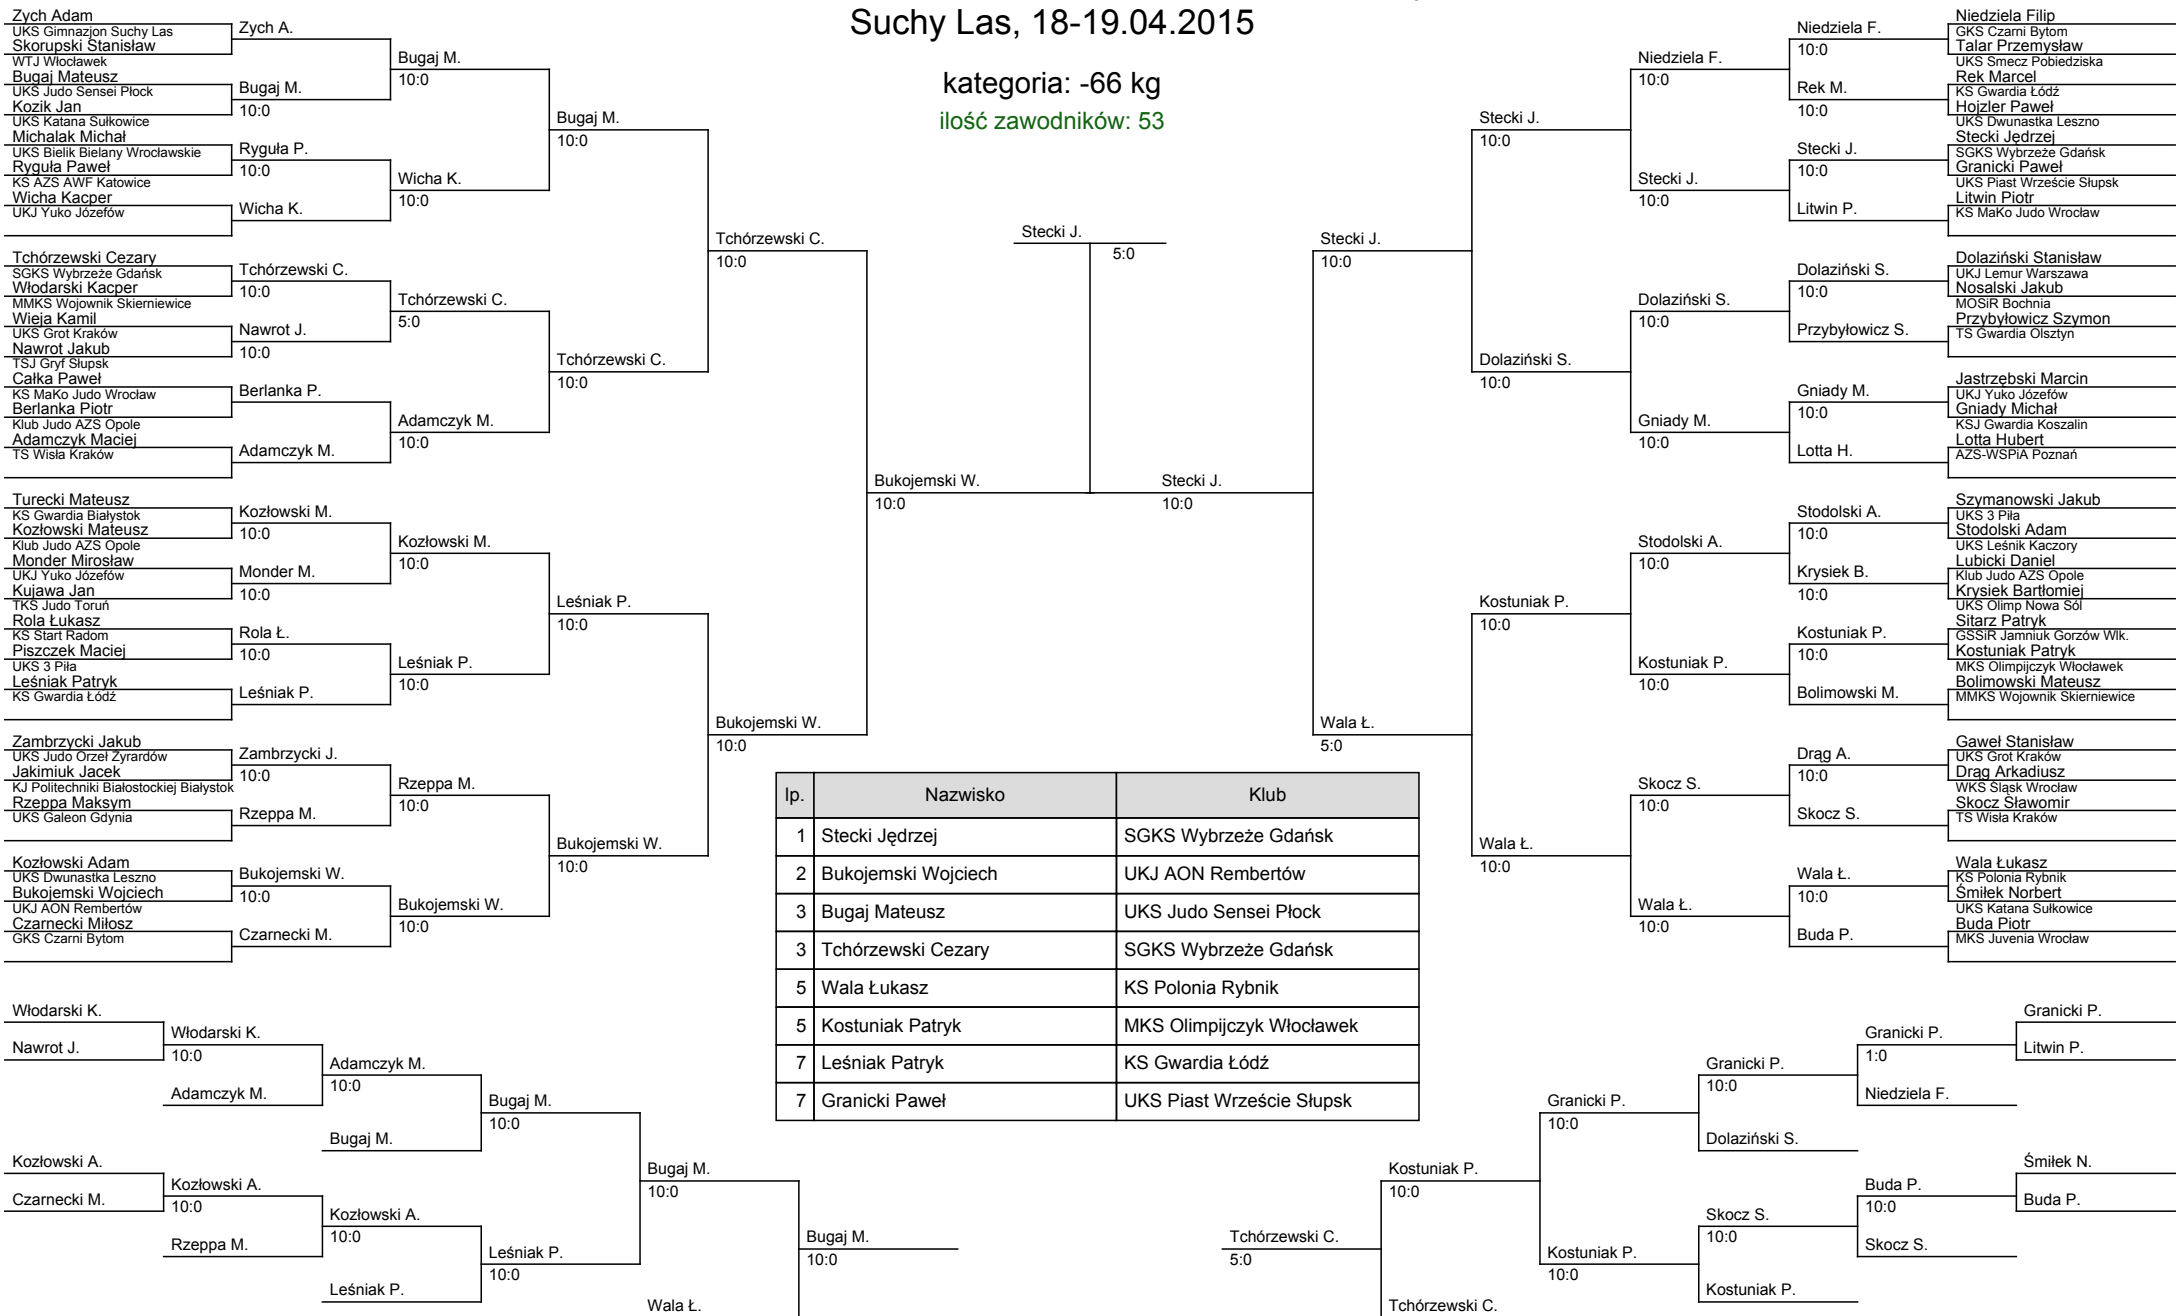 Suchy Las, 18-19.04.2015
kategoria: -66 kg
ilość zawodników: 53
Zych Adam
UKS Gimnazjon Suchy Las
Skorupski Stanisław
WTJ Włocławek
Bugaj Mateusz
UKS Judo Sensei Płock
Kozik Jan
UKS Katana Sułkowice
Michalak Michał
UKS Bielik Bielany Wrocławskie
Ryguła Paweł
KS AZS AWF Katowice
Wicha Kacper
UKJ Yuko Józefów
Tchórzewski Cezary
SGKS Wybrzeże Gdańsk
Włodarski Kacper
MMKS Wojownik Skierniewice
Wieja Kamil
UKS Grot Kraków
Nawrot Jakub
TSJ Gryf Słupsk
Całka Paweł
KS MaKo Judo Wrocław
Berlanka Piotr
Klub Judo AZS Opole
Adamczyk Maciej
TS Wisła Kraków
Turecki Mateusz
KS Gwardia Białystok
Kozłowski Mateusz
Klub Judo AZS Opole
Monder Mirosław
UKJ Yuko Józefów
Kujawa Jan
TKS Judo Toruń
Rola Łukasz
KS Start Radom
Piszczek Maciej
UKS 3 Piła
Leśniak Patryk
KS Gwardia Łódź
Zambrzycki Jakub
UKS Judo Orzeł Żyrardów
Jakimiuk Jacek
KJ Politechniki Białostockiej Białystok
Rzeppa Maksym
UKS Galeon Gdynia
Kozłowski Adam
UKS Dwunastka Leszno
Bukojemski Wojciech
UKJ AON Rembertów
Czarnecki Miłosz
GKS Czarni Bytom
Zych A.
Bugaj M.
10:0
Ryguła P.
10:0
Wicha K.
Tchórzewski C.
10:0
Nawrot J.
10:0
Berlanka P.
Adamczyk M.
Kozłowski M.
10:0
Monder M.
10:0
Rola Ł.
10:0
Leśniak P.
Zambrzycki J.
10:0
Rzeppa M.
Bukojemski W.
10:0
Czarnecki M.
Bugaj M.
10:0
Wicha K.
10:0
Tchórzewski C.
5:0
Adamczyk M.
10:0
Kozłowski M.
10:0
Leśniak P.
10:0
Rzeppa M.
10:0
Bukojemski W.
10:0
Bugaj M.
10:0
Tchórzewski C.
10:0
Leśniak P.
10:0
Bukojemski W.
10:0
Tchórzewski C.
10:0
Bukojemski W.
10:0
Bukojemski W.
10:0
Stecki J.
5:0
Stecki J.
10:0
Stecki J.
10:0
Wala Ł.
5:0
Stecki J.
10:0
Dolaziński S.
10:0
Kostuniak P.
10:0
Wala Ł.
10:0
Niedziela F.
10:0
Stecki J.
10:0
Dolaziński S.
10:0
Gniady M.
10:0
Stodolski A.
10:0
Kostuniak P.
10:0
Skocz S.
10:0
Wala Ł.
10:0
Niedziela F.
10:0
Rek M.
10:0
Stecki J.
10:0
Litwin P.
Dolaziński S.
10:0
Przybyłowicz S.
Gniady M.
10:0
Lotta H.
Stodolski A.
10:0
Krysiek B.
10:0
Kostuniak P.
10:0
Bolimowski M.
Drąg A.
10:0
Skocz S.
Wala Ł.
10:0
Buda P.
Niedziela Filip
GKS Czarni Bytom
Talar Przemysław
UKS Smecz Pobiedziska
Rek Marcel
KS Gwardia Łódź
Hojzler Paweł
UKS Dwunastka Leszno
Stecki Jędrzej
SGKS Wybrzeże Gdańsk
Granicki Paweł
UKS Piast Wrzeście Słupsk
Litwin Piotr
KS MaKo Judo Wrocław
Dolaziński Stanisław
UKJ Lemur Warszawa
Nosalski Jakub
MOSiR Bochnia
Przybyłowicz Szymon
TS Gwardia Olsztyn
Jastrzębski Marcin
UKJ Yuko Józefów
Gniady Michał
KSJ Gwardia Koszalin
Lotta Hubert
AZS-WSPiA Poznań
Szymanowski Jakub
UKS 3 Piła
Stodolski Adam
UKS Leśnik Kaczory
Lubicki Daniel
Klub Judo AZS Opole
Krysiek Bartłomiej
UKS Olimp Nowa Sól
Sitarz Patryk
GSSiR Jamniuk Gorzów Wlk.
Kostuniak Patryk
MKS Olimpijczyk Włocławek
Bolimowski Mateusz
MMKS Wojownik Skierniewice
Gaweł Stanisław
UKS Grot Kraków
Drąg Arkadiusz
WKS Śląsk Wrocław
Skocz Sławomir
TS Wisła Kraków
Wala Łukasz
KS Polonia Rybnik
Śmiłek Norbert
UKS Katana Sułkowice
Buda Piotr
MKS Juvenia Wrocław
lp. Nazwisko Klub
1 Stecki Jędrzej SGKS Wybrzeże Gdańsk
2 Bukojemski Wojciech UKJ AON Rembertów
3 Bugaj Mateusz UKS Judo Sensei Płock
3 Tchórzewski Cezary SGKS Wybrzeże Gdańsk
5 Wala Łukasz KS Polonia Rybnik
5 Kostuniak Patryk MKS Olimpijczyk Włocławek
7 Leśniak Patryk KS Gwardia Łódź
7 Granicki Paweł UKS Piast Wrzeście Słupsk
Włodarski K.
Nawrot J.
Kozłowski A.
Czarnecki M.
Włodarski K.
10:0
Adamczyk M.
Kozłowski A.
10:0
Rzeppa M.
Adamczyk M.
10:0
Bugaj M.
Kozłowski A.
10:0
Leśniak P.
Bugaj M.
10:0
Leśniak P.
10:0
Bugaj M.
10:0
Wala Ł.
Bugaj M.
10:0
Tchórzewski C.
5:0
Kostuniak P.
10:0
Tchórzewski C.
Granicki P.
10:0
Kostuniak P.
10:0
Granicki P.
10:0
Dolaziński S.
Skocz S.
10:0
Kostuniak P.
Granicki P.
1:0
Niedziela F.
Buda P.
10:0
Skocz S.
Granicki P.
Litwin P.
Śmiłek N.
Buda P.